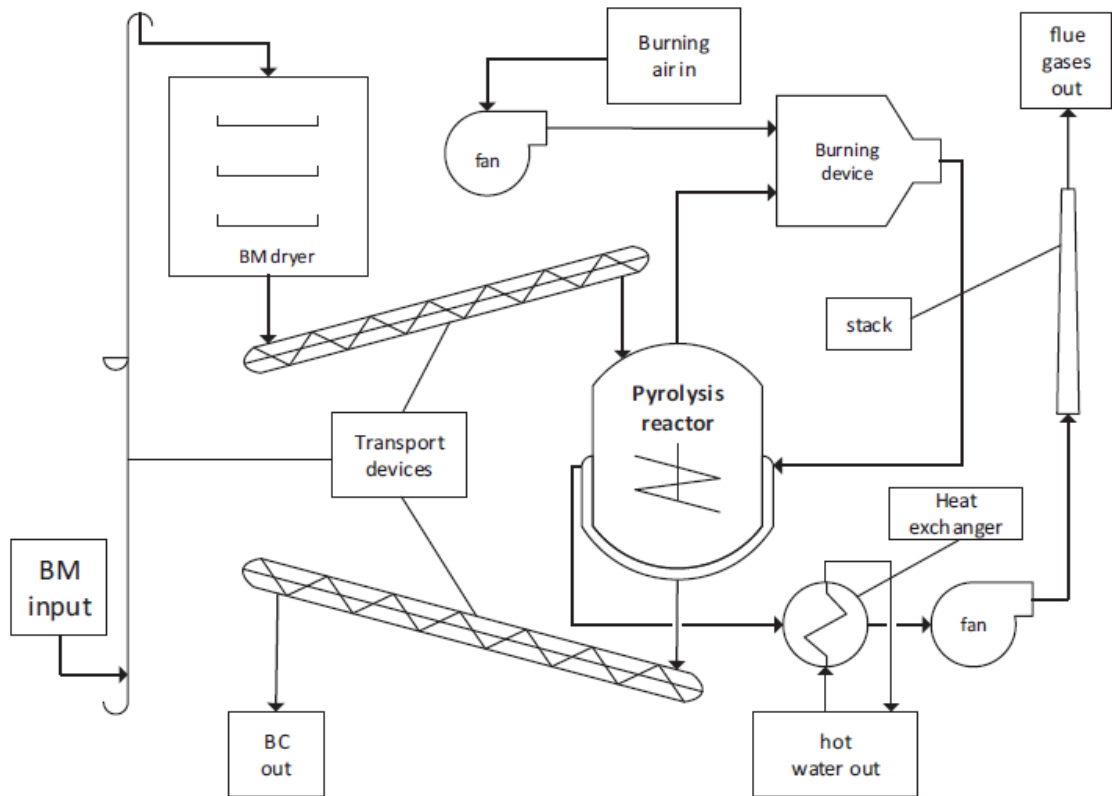 Burning
air in
flue
gases
out
fan
Burning
device
BM dryer
stack
Pyrolysis
reactor
Transport
devices
Heat
exchanger
BM
input
fan
BC
out
hot
water out